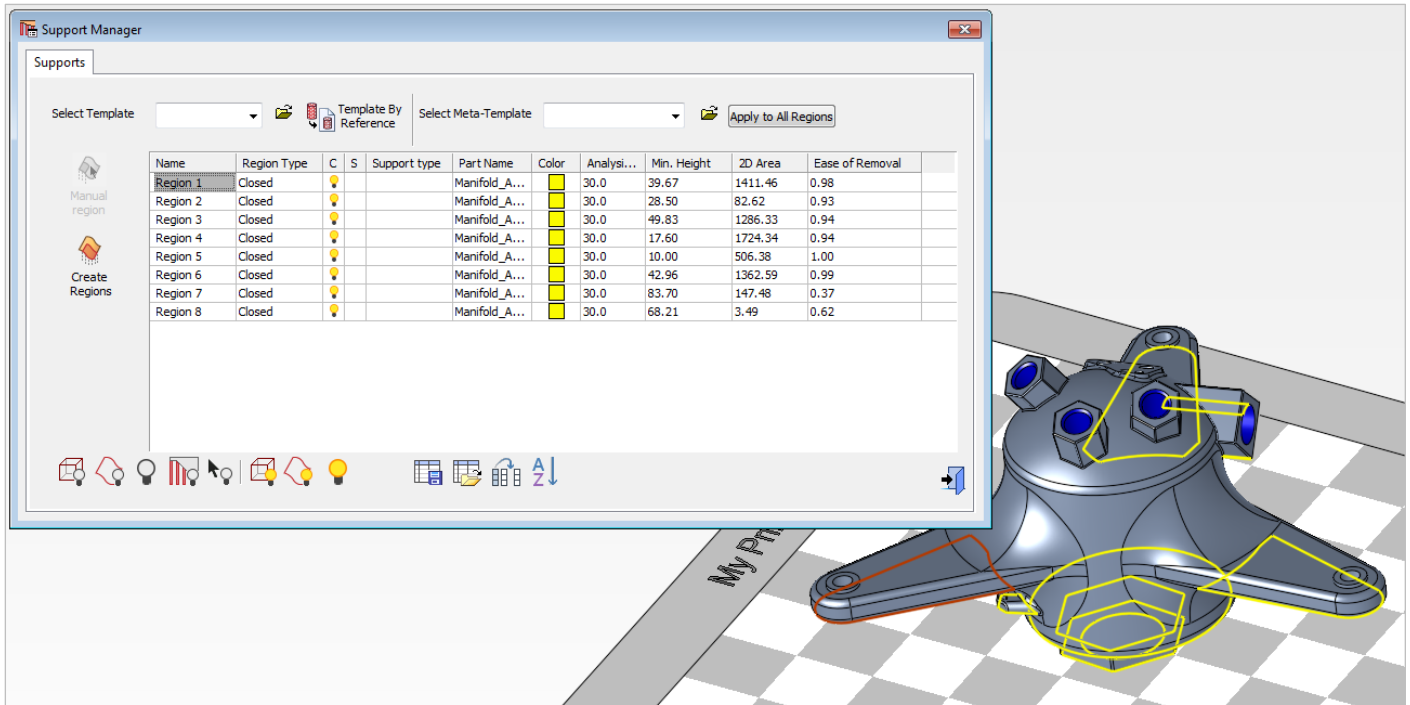 Support Manager
Supports
Select Template
Template By
Reference
Select Meta-Template
Apply to All Regions
Manual
region
Create
Regions
Name Region Type C S Support type Part Name Color Analysi... Min. Height 2D Area Ease of Removal
Region 1 Closed Manifold_A... 30.0 39.67 1411.46 0.98
Region 2 Closed Manifold_A... 30.0 28.50 82.62 0.93
Region 3 Closed Manifold_A... 30.0 49.83 1286.33 0.94
Region 4 Closed Manifold_A... 30.0 17.60 1724.34 0.94
Region 5 Closed Manifold_A... 30.0 10.00 506.38 1.00
Region 6 Closed Manifold_A... 30.0 42.96 1362.59 0.99
Region 7 Closed Manifold_A... 30.0 83.70 147.48 0.37
Region 8 Closed Manifold_A... 30.0 68.21 3.49 0.62
A
Z
My